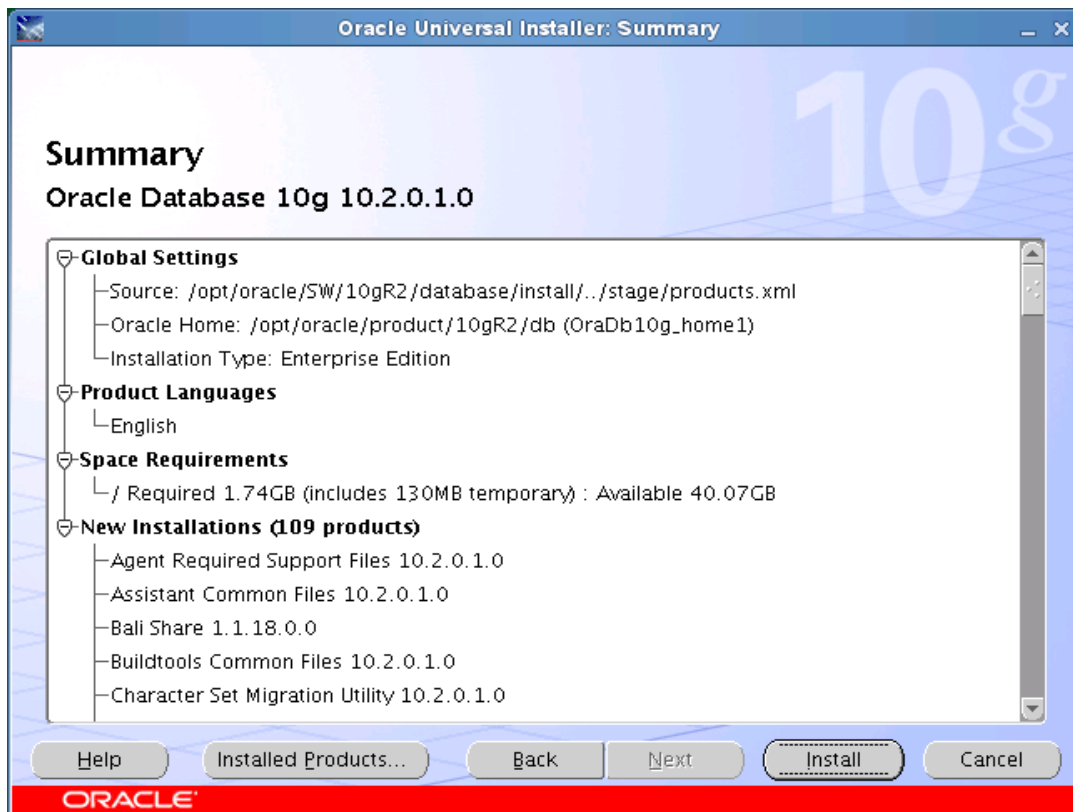 Oracle Universal Installer: Summary
10g
Summary
Oracle Database 10g 10.2.0.1.0
Global Settings
Source: /opt/oracle/SW/10gR2/database/install/../stage/products.xml
Oracle Home: /opt/oracle/product/10gR2/db (OraDb10g_home1)
Installation Type: Enterprise Edition
Product Languages
English
Space Requirements
/ Required 1.74GB (includes 130MB temporary) : Available 40.07GB
New Installations (109 products)
Agent Required Support Files 10.2.0.1.0
Assistant Common Files 10.2.0.1.0
Bali Share 1.1.18.0.0
Buildtools Common Files 10.2.0.1.0
Character Set Migration Utility 10.2.0.1.0
Help Installed Products... Back Next Install Cancel
ORACLE